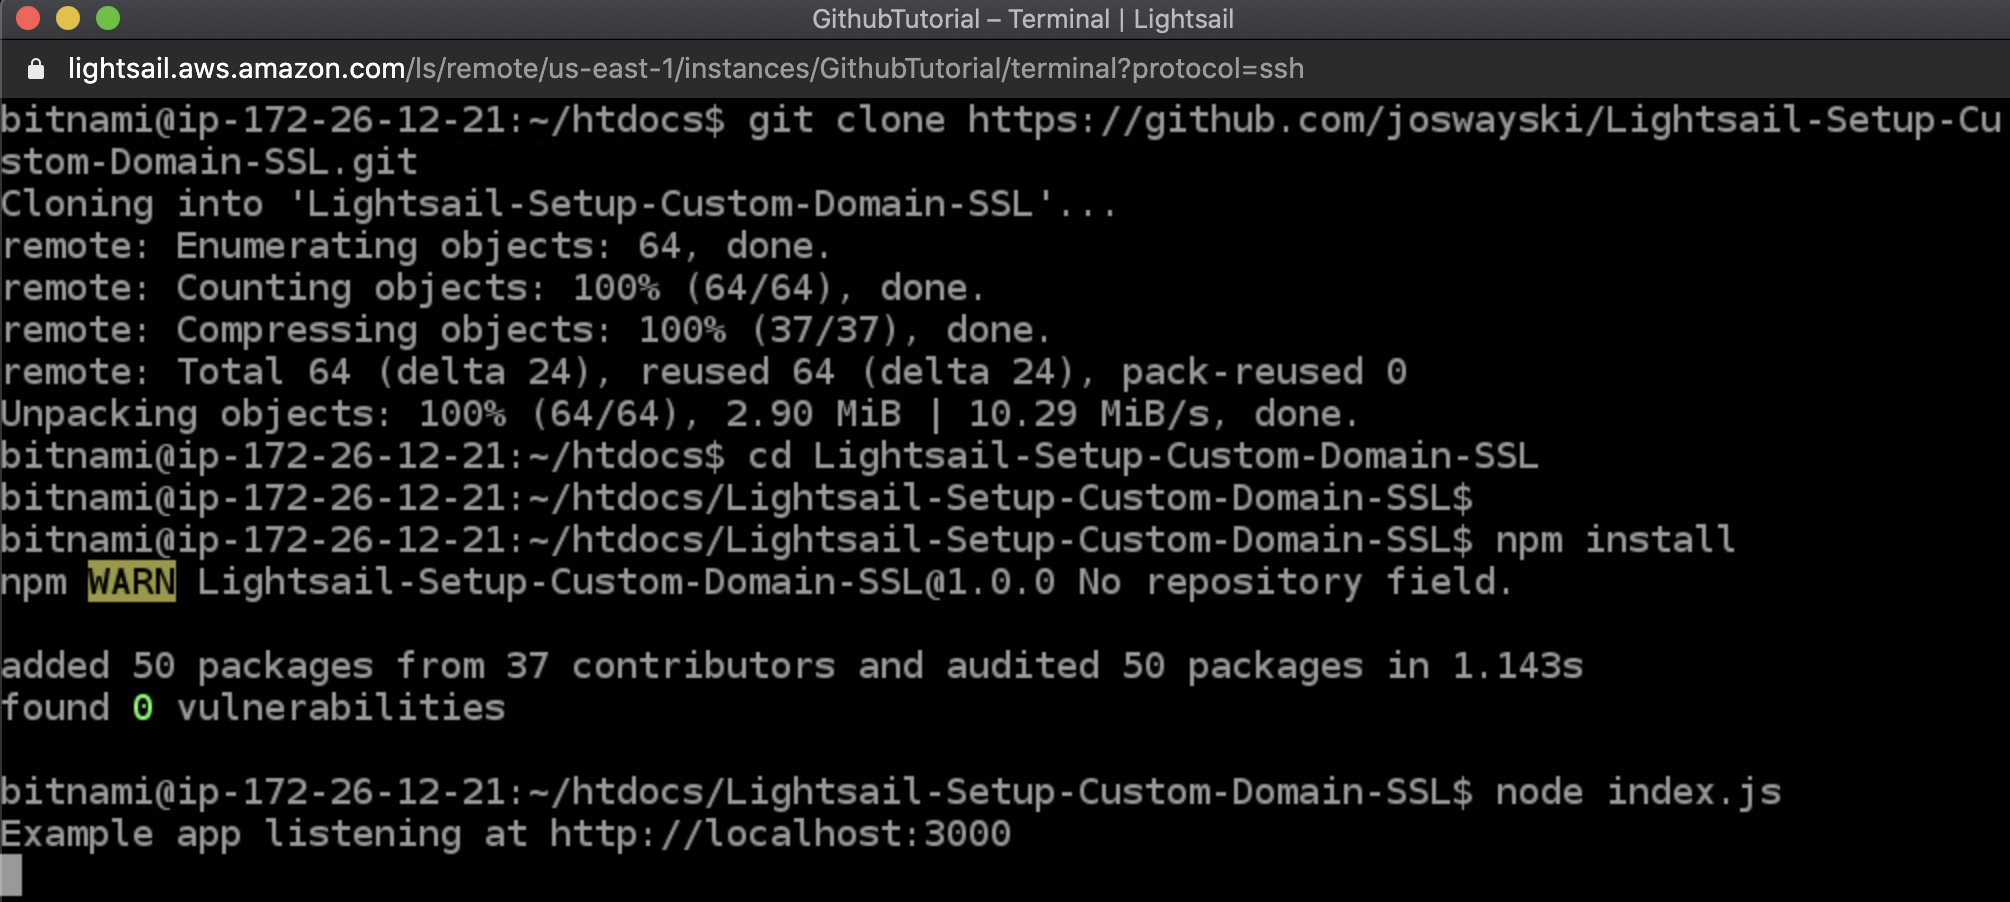 GithubTutorial – Terminal | Lightsail
lightsail.aws.amazon.com/ls/remote/us-east-1/instances/GithubTutorial/terminal?protocol=ssh
bitnami@ip-172-26-12-21:~/htdocs$ git clone https://github.com/joswayski/Lightsail-Setup-Cu
stom-Domain-SSL.git
Cloning into 'Lightsail-Setup-Custom-Domain-SSL'...
remote: Enumerating objects: 64, done.
remote: Counting objects: 100% (64/64), done.
remote: Compressing objects: 100% (37/37), done.
remote: Total 64 (delta 24), reused 64 (delta 24), pack-reused 0
Unpacking objects: 100% (64/64), 2.90 MiB | 10.29 MiB/s, done.
bitnami@ip-172-26-12-21:~/htdocs$ cd Lightsail-Setup-Custom-Domain-SSL
bitnami@ip-172-26-12-21:~/htdocs/Lightsail-Setup-Custom-Domain-SSL$
bitnami@ip-172-26-12-21:~/htdocs/Lightsail-Setup-Custom-Domain-SSL$ npm install
npm WARN Lightsail-Setup-Custom-Domain-SSL@1.0.0 No repository field.
added 50 packages from 37 contributors and audited 50 packages in 1.143s
found 0 vulnerabilities
bitnami@ip-172-26-12-21:~/htdocs/Lightsail-Setup-Custom-Domain-SSL$ node index.js
Example app listening at http://localhost:3000